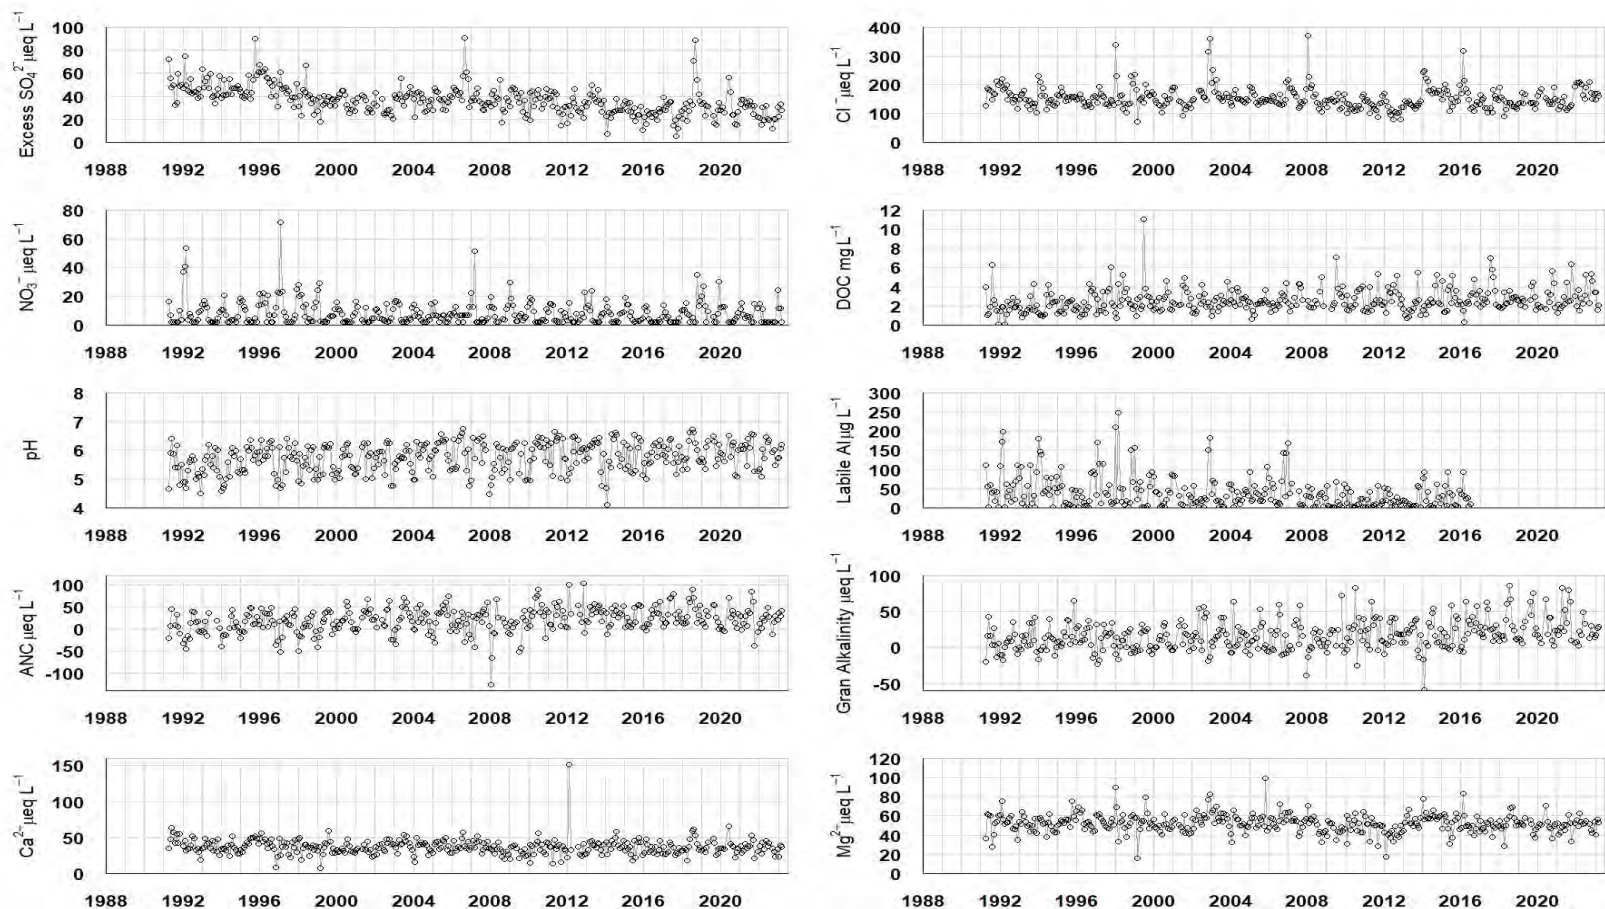 Excess SO₄²⁻ µeq L⁻¹
100
80
60
40
20
0
1988 1992 1996 2000 2004 2008 2012 2016 2020
Cl⁻ µeq L⁻¹
400
300
200
100
0
1988 1992 1996 2000 2004 2008 2012 2016 2020
NO₃⁻ µeq L⁻¹
80
60
40
20
0
1988 1992 1996 2000 2004 2008 2012 2016 2020
DOC mg L⁻¹
12
10
8
6
4
2
0
1988 1992 1996 2000 2004 2008 2012 2016 2020
pH
8
7
6
5
4
1988 1992 1996 2000 2004 2008 2012 2016 2020
Labile Alµg L⁻¹
300
250
200
150
100
50
0
1988 1992 1996 2000 2004 2008 2012 2016 2020
ANC µeq L⁻¹
100
50
0
-50
-100
1988 1992 1996 2000 2004 2008 2012 2016 2020
Gran Alkalinity µeq L⁻¹
100
50
0
-50
1988 1992 1996 2000 2004 2008 2012 2016 2020
Ca²⁻µeq L⁻¹
150
100
50
0
1988 1992 1996 2000 2004 2008 2012 2016 2020
Mg²⁻µeq L⁻¹
120
100
80
60
40
20
0
1988 1992 1996 2000 2004 2008 2012 2016 2020